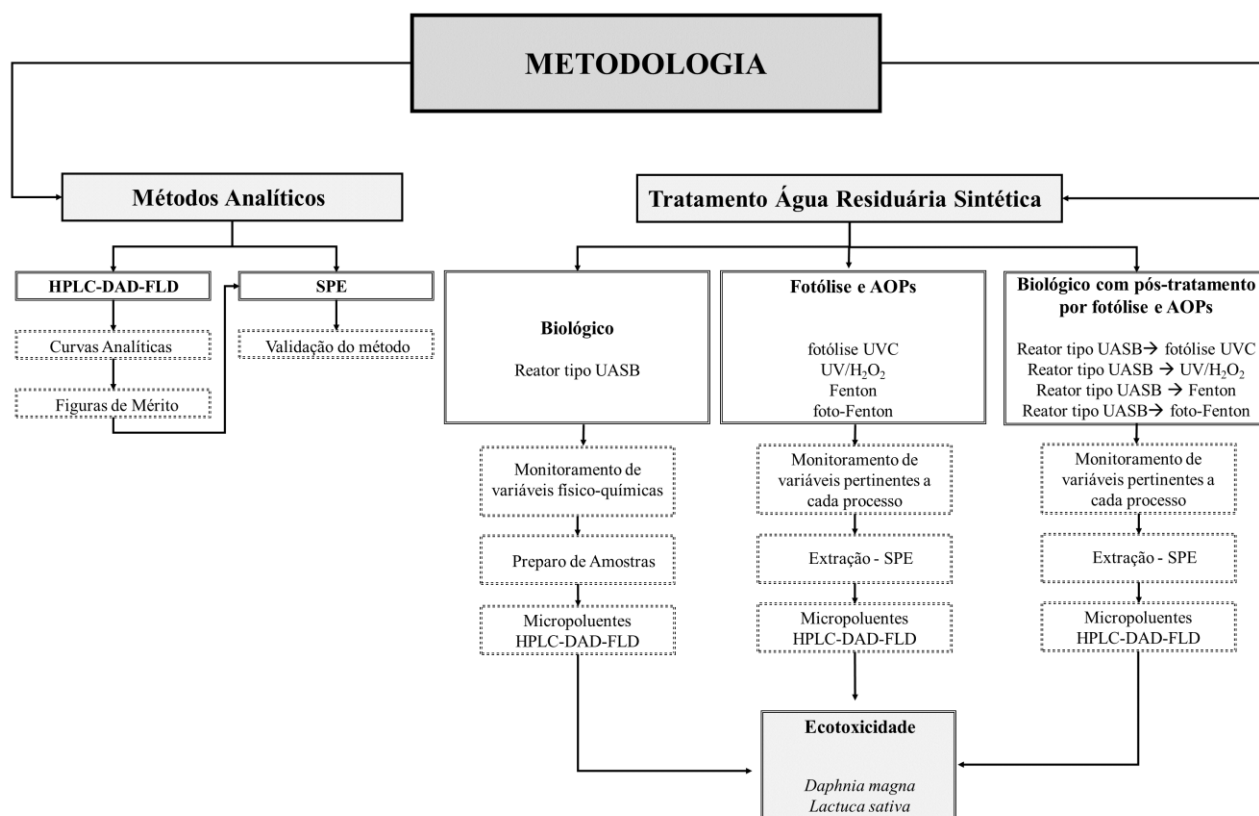 METODOLOGIA
Métodos Analíticos
HPLC-DAD-FLD
Curvas Analíticas
Figuras de Mérito
SPE
Validação do método
Tratamento Água Residuária Sintética
Biológico
Reator tipo UASB
Monitoramento de
variáveis físico-químicas
Preparo de Amostras
Micropoluentes
HPLC-DAD-FLD
Fotólise e AOPs
fotólise UVC
UV/H₂O₂
Fenton
foto-Fenton
Monitoramento de
variáveis pertinentes a
cada processo
Extração - SPE
Micropoluentes
HPLC-DAD-FLD
Biológico com pós-tratamento
por fotólise e AOPs
Reator tipo UASB→ fotólise UVC
Reator tipo UASB → UV/H₂O₂
Reator tipo UASB → Fenton
Reator tipo UASB→ foto-Fenton
Monitoramento de
variáveis pertinentes a
cada processo
Extração - SPE
Micropoluentes
HPLC-DAD-FLD
Ecotoxicidade
Daphnia magna
Lactuca sativa